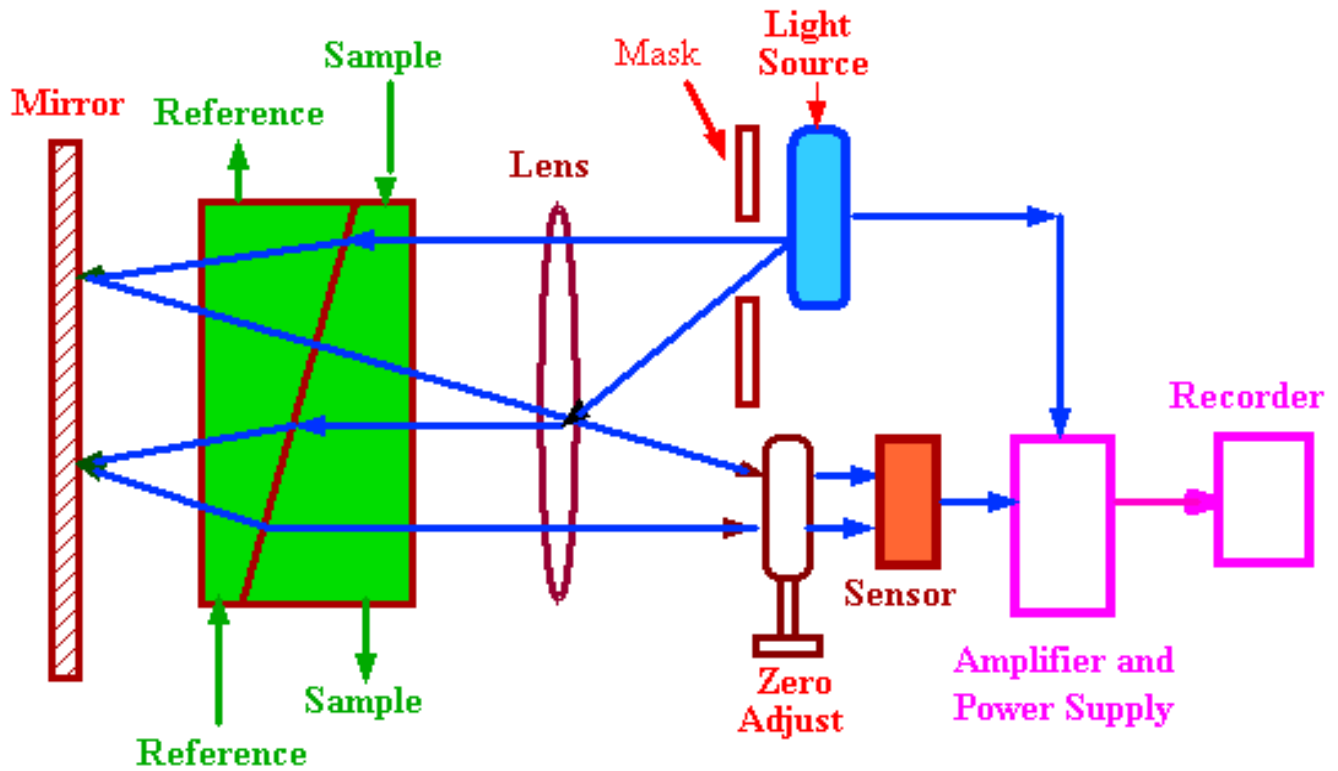 Light
Source
Mask
Sample
Mirror
Reference
Lens
Recorder
Sensor
Zero
Adjust
Amplifier and
Power Supply
Sample
Reference